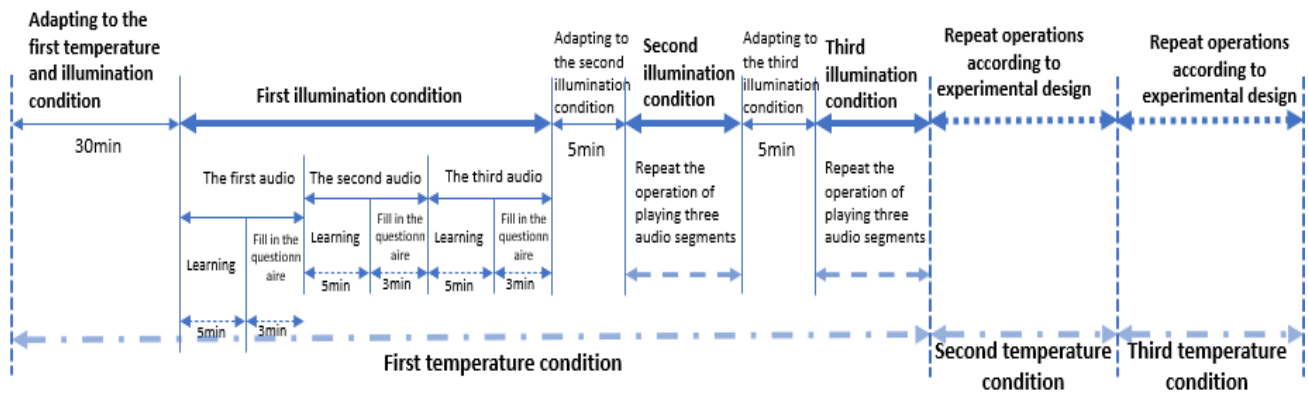 Adapting to the
first temperature
and illumination
condition
30min
First illumination condition
The first audio
Learning
Fill in the
questionn
aire
5min
3min
The second audio
Learning
Fill in the
questionn
aire
5min
3min
The third audio
Learning
Fill in the
questionn
aire
5min
3min
Adapting to
the second
illumination
condition
5min
Second
illumination
condition
Repeat the
operation of
playing three
audio segments
Adapting to
the third
illumination
condition
5min
Third
illumination
condition
Repeat the
operation of
playing three
audio segments
Repeat operations
according to
experimental design
Repeat operations
according to
experimental design
First temperature condition
Second temperature
condition
Third temperature
condition